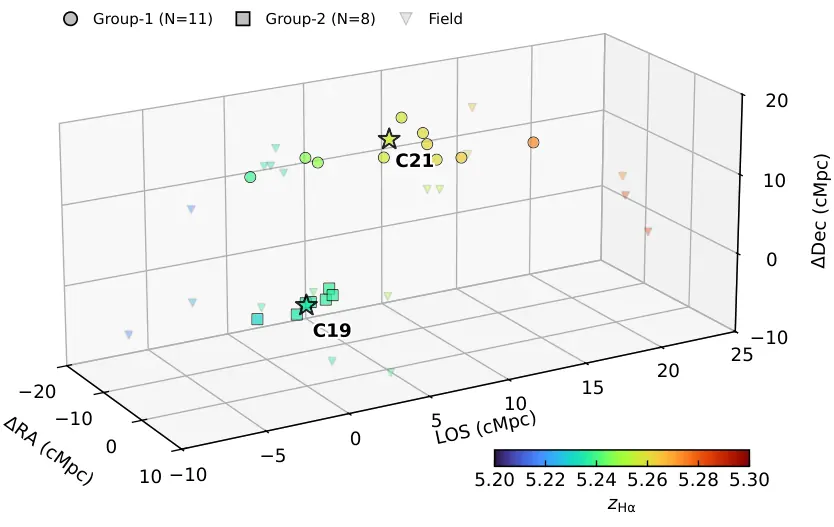 Group-1 (N=11) Group-2 (N=8) Field
C21
C19
20
10
0
−10
ΔDec (cMpc)
−20
−10
0
10
ΔRA (cMpc)
−10
−5
0
5
10
15
20
25
LOS (cMpc)
5.20 5.22 5.24 5.26 5.28 5.30
zHα